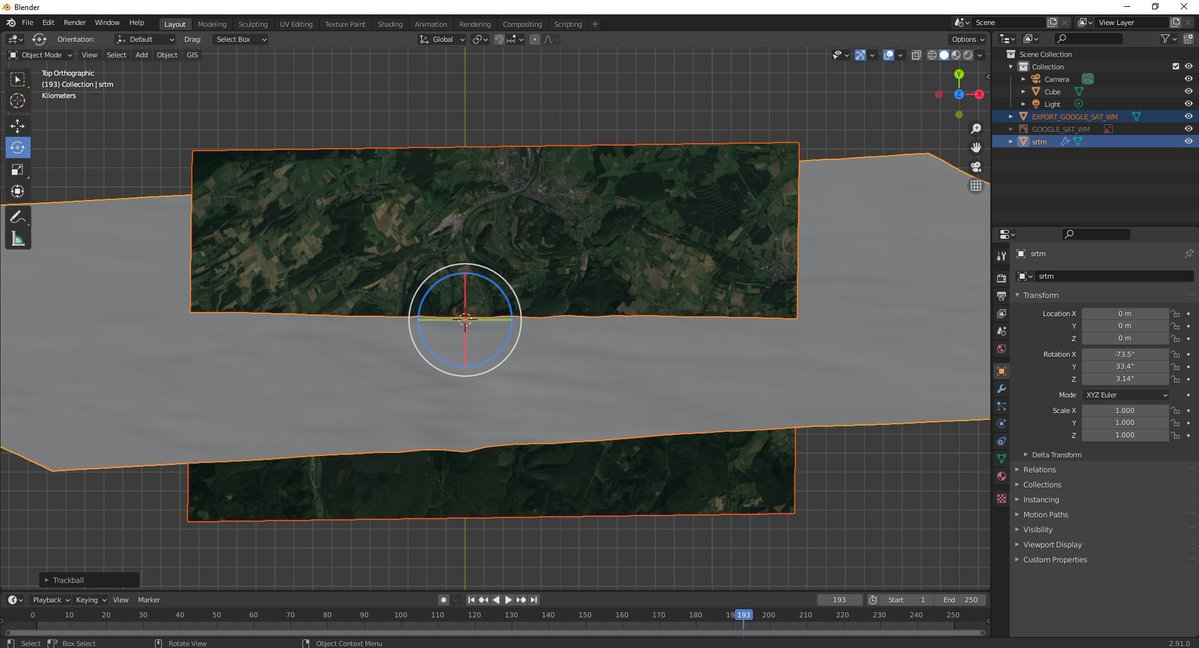 Blender
File Edit Render Window Help Layout Modeling Sculpting UV Editing Texture Paint Shading Animation Rendering Compositing Scripting + Scene View Layer
Orientation: Default Drag: Select Box Global Options
Object Mode View Select Add Object GIS
Top Orthographic
(193) Collection | srtm
Kilometers
Y
Z X
Trackball
Scene Collection
Collection
Camera
Cube
Light
EXPORT_GOOGLE_SAT_WM
GOOGLE_SAT_WM
srtm
srtm
srtm
Transform
Location X 0 m
Y 0 m
Z 0 m
Rotation X -73.5°
Y 33.4°
Z 3.14°
Mode XYZ Euler
Scale X 1.000
Y 1.000
Z 1.000
Delta Transform
Relations
Collections
Instancing
Motion Paths
Visibility
Viewport Display
Custom Properties
Playback Keying View Marker 193 Start 1 End 250
0 10 20 30 40 50 60 70 80 90 100 110 120 130 140 150 160 170 180 193 200 210 220 230 240 250
Select Box Select Rotate View Object Context Menu 2.91.0